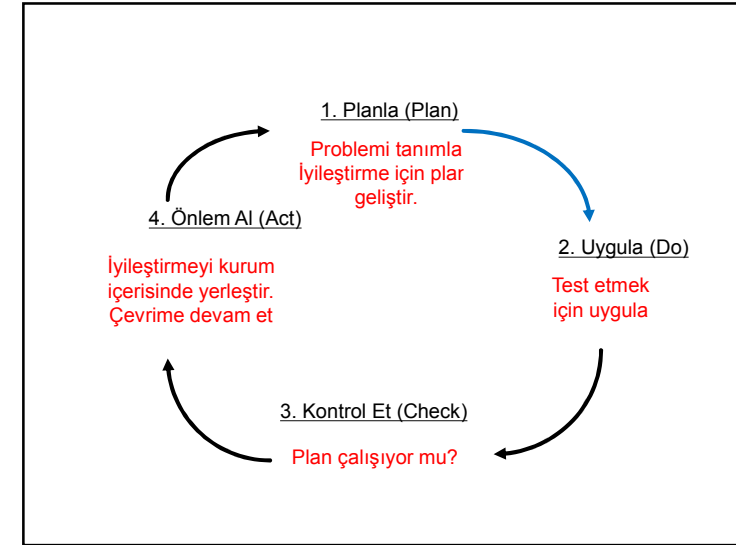 1. Planla (Plan)
Problemi tanımla
İyileştirme için plar
geliştir.
2. Uygula (Do)
Test etmek
için uygula
3. Kontrol Et (Check)
Plan çalışıyor mu?
4. Önlem Al (Act)
İyileştirmeyi kurum
içerisinde yerleştir.
Çevrime devam et